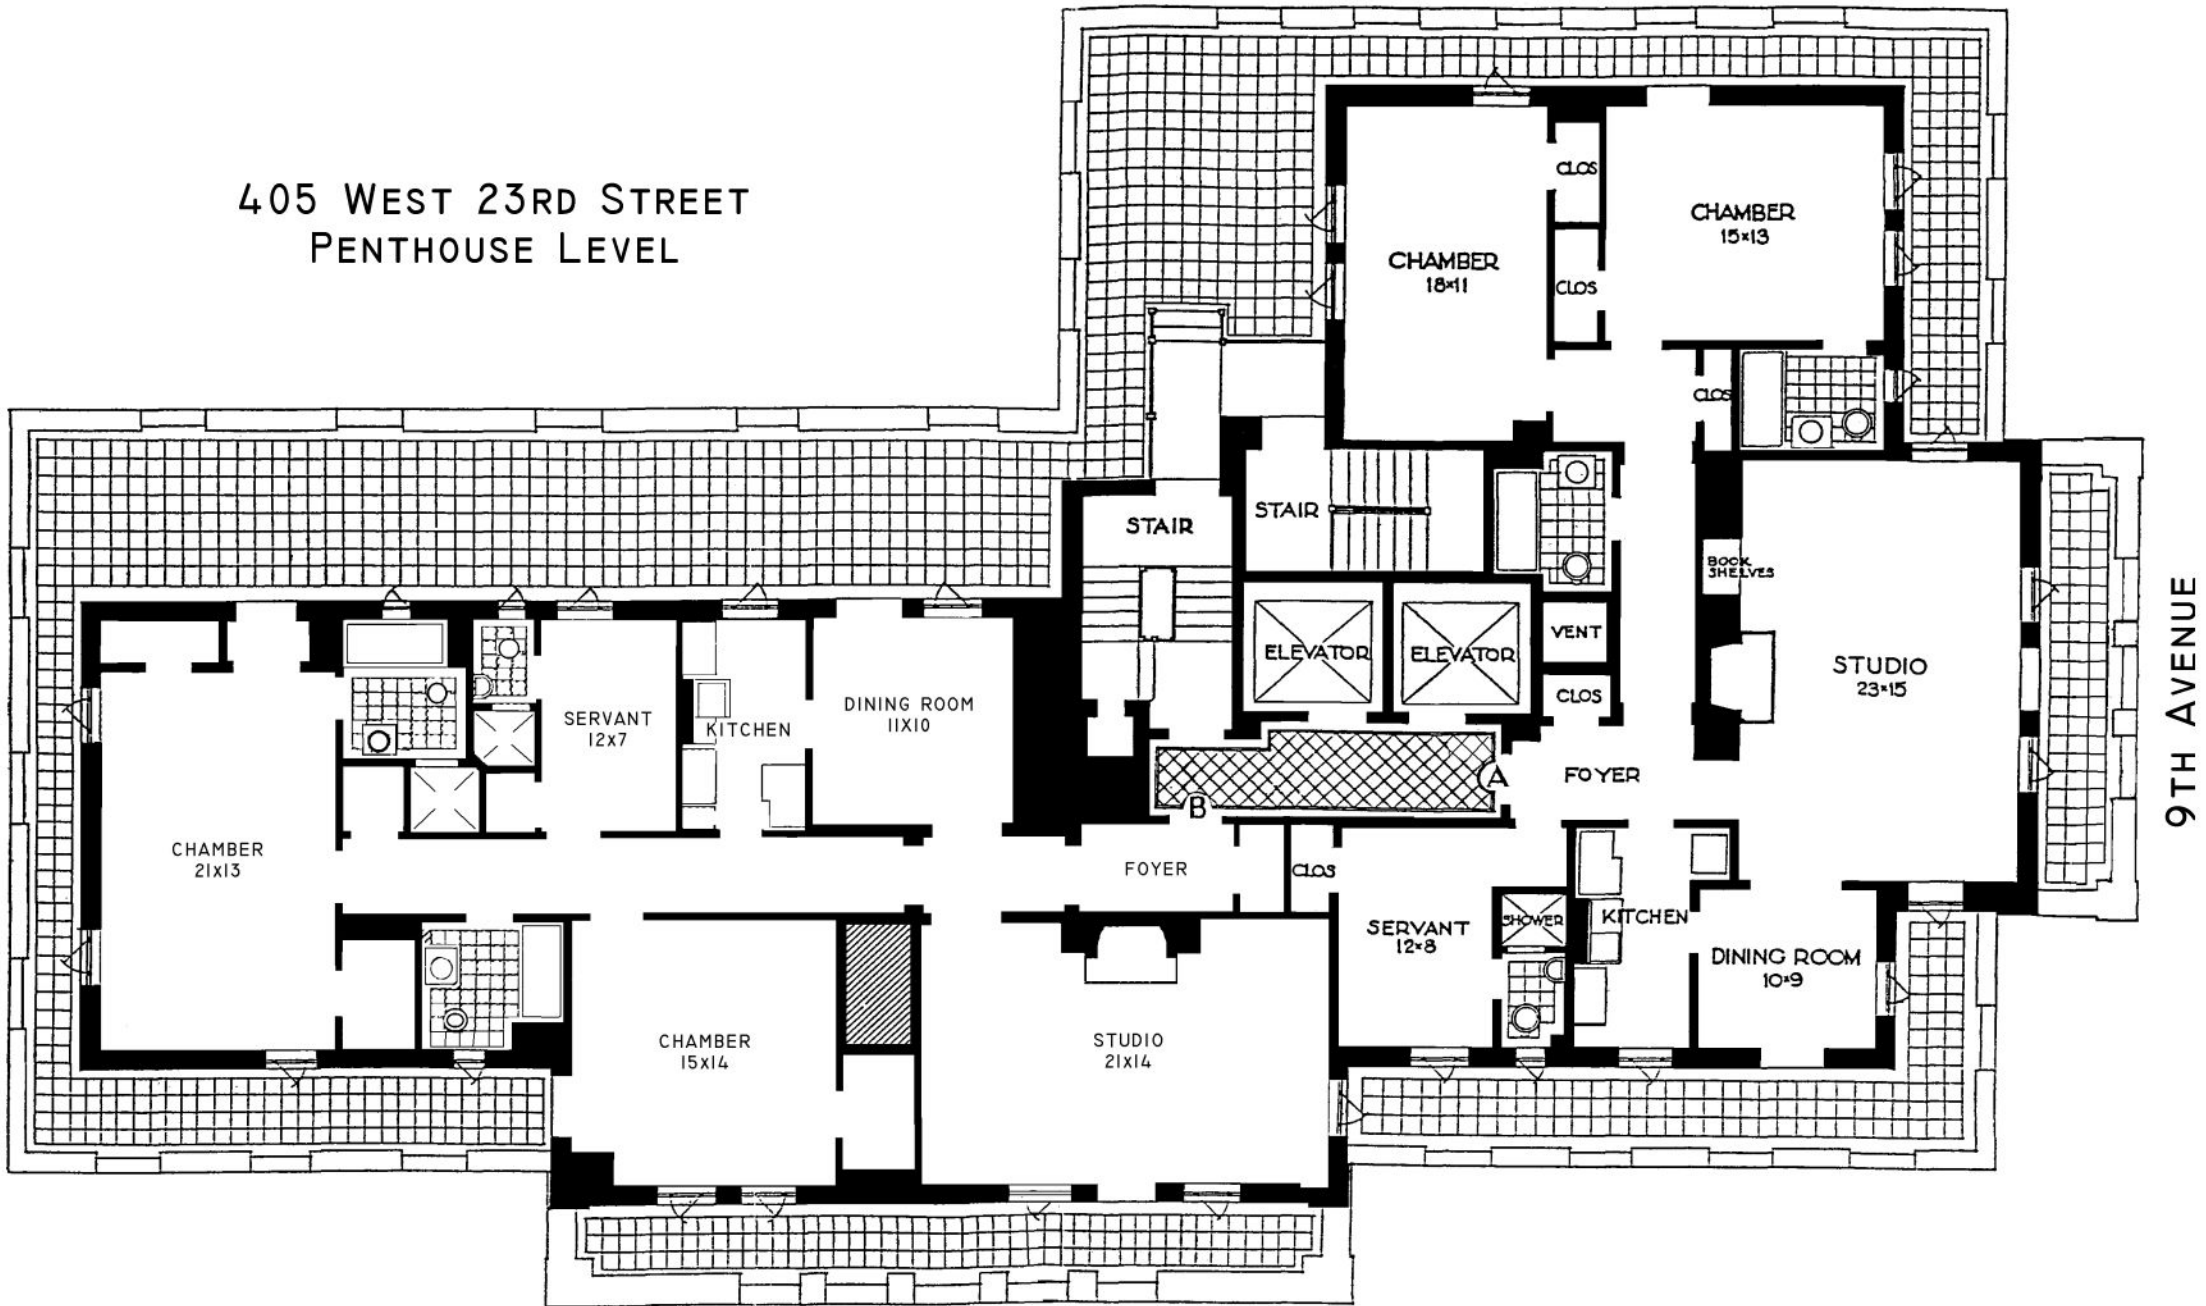 405 WEST 23RD STREET
PENTHOUSE LEVEL
CLOS
CHAMBER
15×13
CHAMBER
18×11
CLOS
CLOS
STAIR
STAIR
BOOK
SHELVES
9TH AVENUE
VENT
ELEVATOR
ELEVATOR
STUDIO
23×15
CLOS
SERVANT
12x7
KITCHEN
DINING ROOM
11X10
FOYER
A
B
CHAMBER
21x13
FOYER
CLOS
SHOWER
KITCHEN
SERVANT
12×8
DINING ROOM
10×9
CHAMBER
15x14
STUDIO
21x14